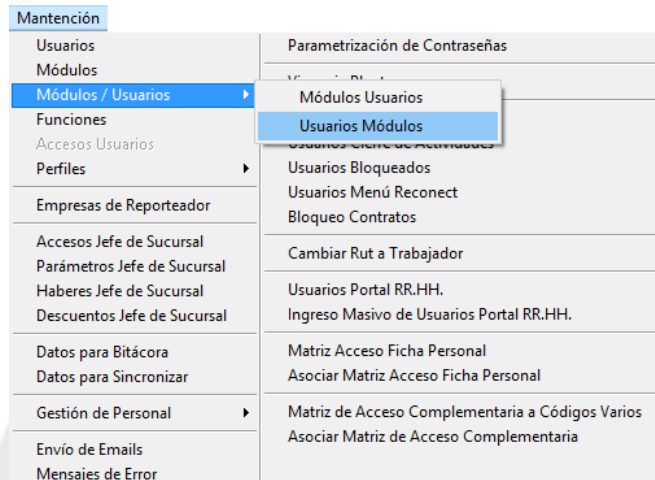 Mantención
Usuarios
Módulos
Módulos / Usuarios
Funciones
Accesos Usuarios
Perfiles
Empresas de Reporteador
Accesos Jefe de Sucursal
Parámetros Jefe de Sucursal
Haberes Jefe de Sucursal
Descuentos Jefe de Sucursal
Datos para Bitácora
Datos para Sincronizar
Gestión de Personal
Envío de Emails
Mensajes de Error
Módulos Usuarios
Usuarios Módulos
Parametrización de Contraseñas
Usuarios Cierre de Actividades
Usuarios Bloqueados
Usuarios Menú Reconect
Bloqueo Contratos
Cambiar Rut a Trabajador
Usuarios Portal RR.HH.
Ingreso Masivo de Usuarios Portal RR.HH.
Matriz Acceso Ficha Personal
Asociar Matriz Acceso Ficha Personal
Matriz de Acceso Complementaria a Códigos Varios
Asociar Matriz de Acceso Complementaria